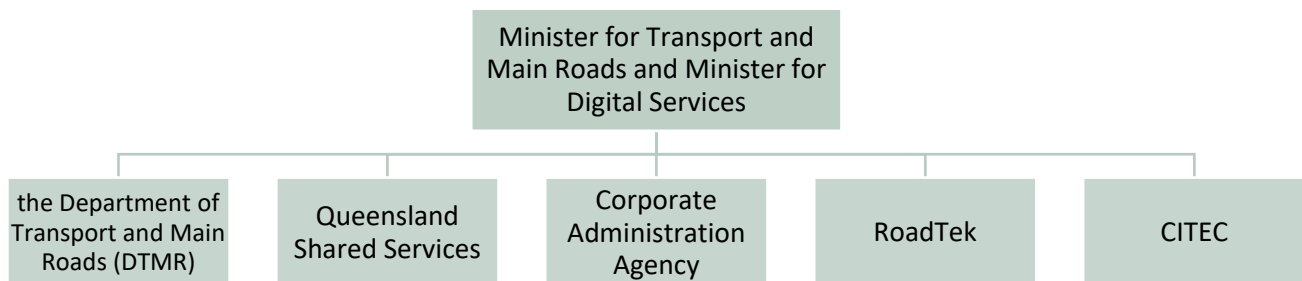 Minister for Transport and
Main Roads and Minister for
Digital Services
the Department of
Transport and Main
Roads (DTMR)
Queensland
Shared Services
Corporate
Administration
Agency
RoadTek
CITEC